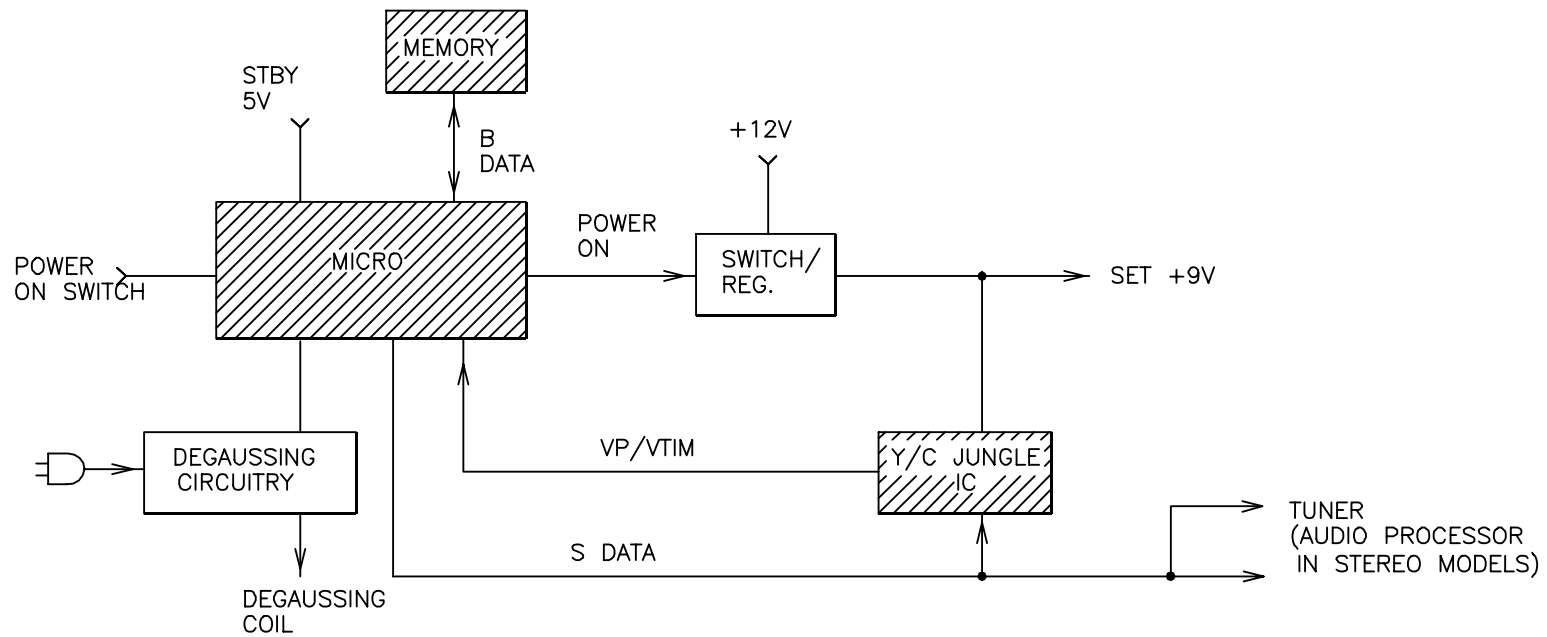 MEMORY
STBY
5V
B
DATA
+12V
POWER
ON
POWER
ON SWITCH
MICRO
SWITCH/
REG.
SET +9V
DEGAUSSING
CIRCUITRY
VP/VTIM
Y/C JUNGLE
IC
S DATA
TUNER
(AUDIO PROCESSOR
IN STEREO MODELS)
DEGAUSSING
COIL